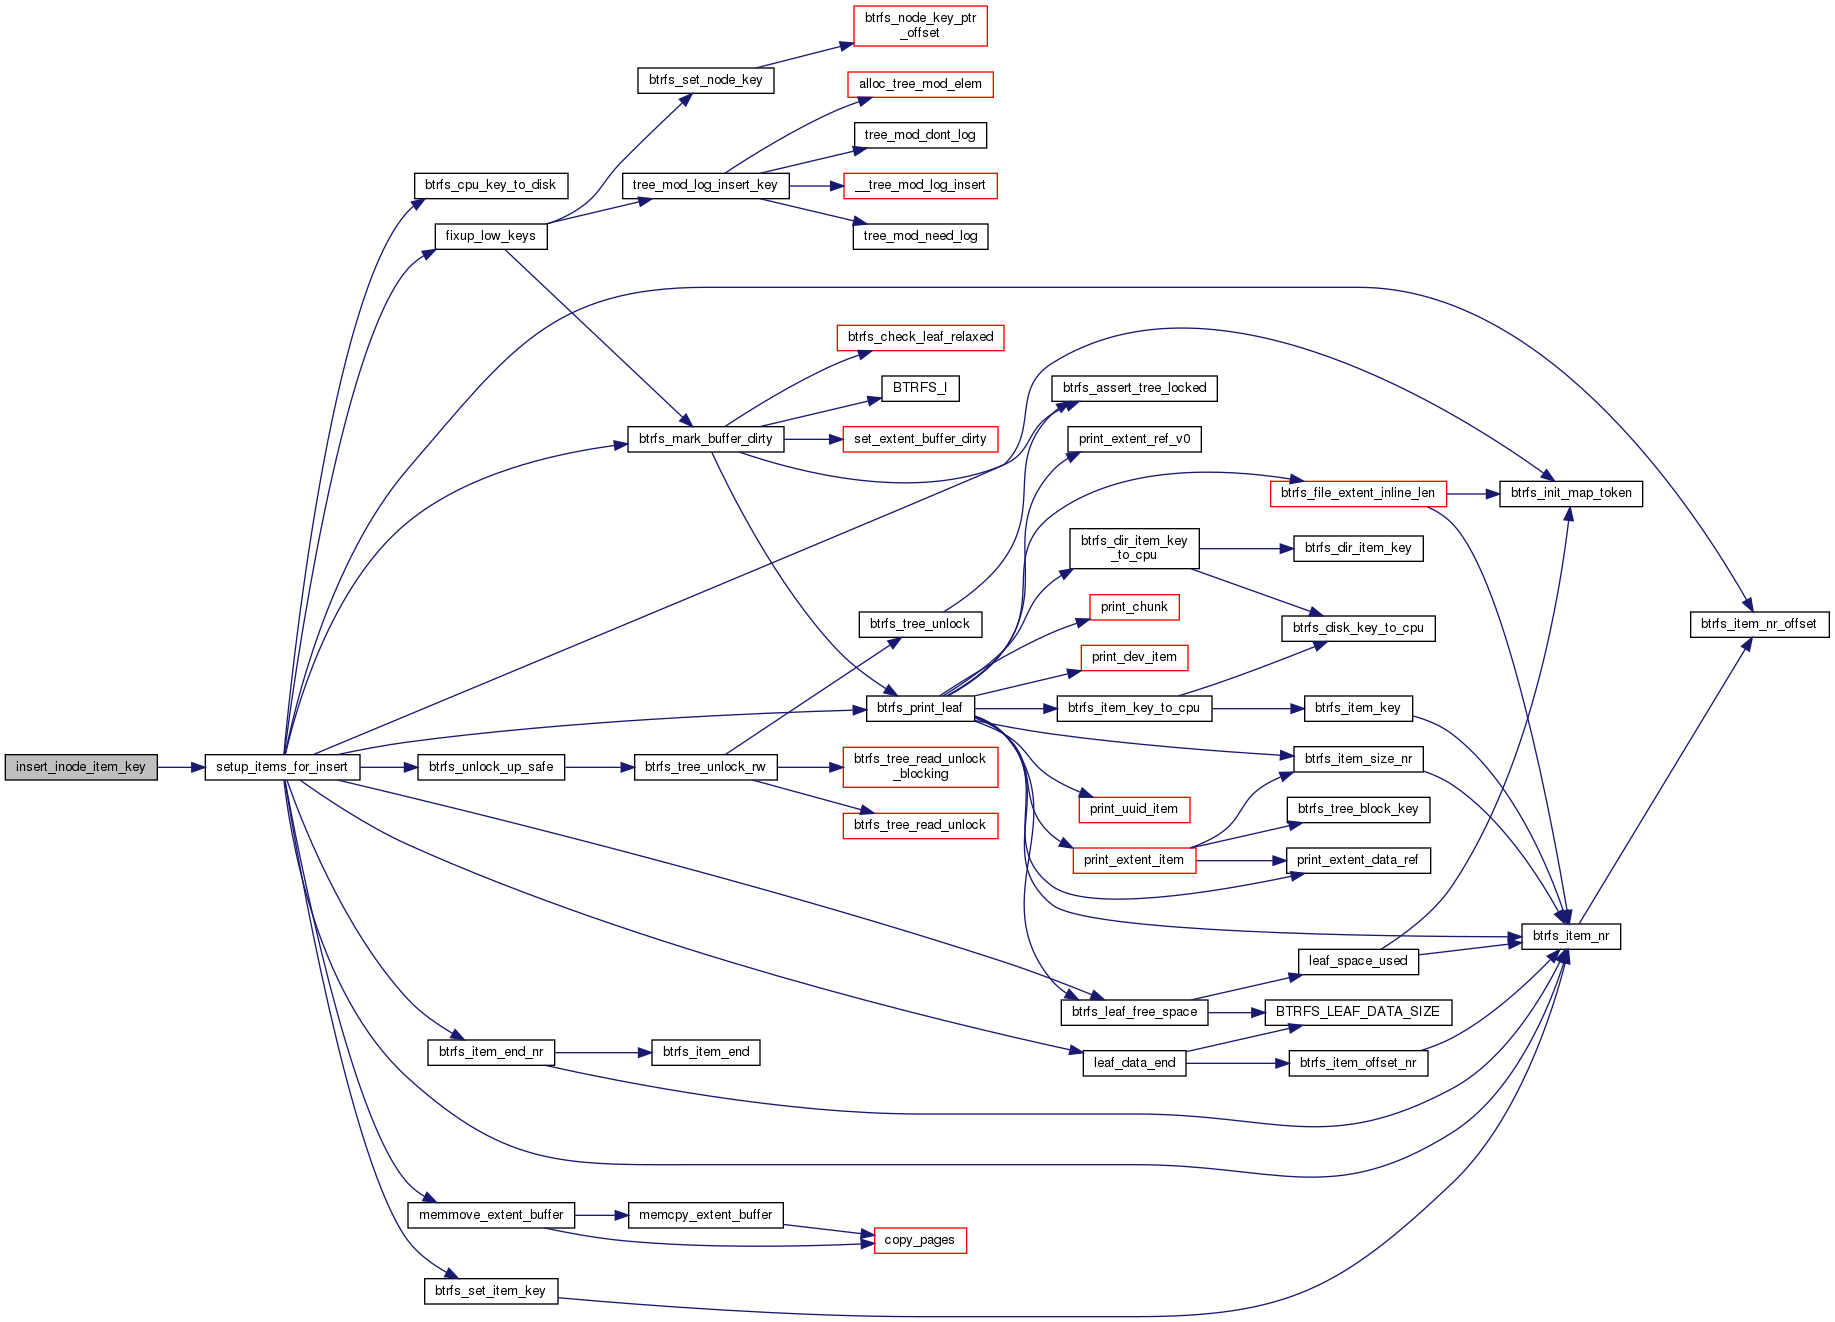 btrfs_node_key_ptr
_offset
btrfs_set_node_key
alloc_tree_mod_elem
tree_mod_dont_log
btrfs_cpu_key_to_disk
tree_mod_log_insert_key
__tree_mod_log_insert
fixup_low_keys
tree_mod_need_log
btrfs_check_leaf_relaxed
BTRFS_I
btrfs_assert_tree_locked
btrfs_mark_buffer_dirty
set_extent_buffer_dirty
print_extent_ref_v0
btrfs_file_extent_inline_len
btrfs_init_map_token
btrfs_dir_item_key
_to_cpu
btrfs_dir_item_key
print_chunk
btrfs_tree_unlock
btrfs_disk_key_to_cpu
btrfs_item_nr_offset
print_dev_item
btrfs_print_leaf
btrfs_item_key_to_cpu
btrfs_item_key
insert_inode_item_key
setup_items_for_insert
btrfs_unlock_up_safe
btrfs_tree_unlock_rw
btrfs_tree_read_unlock
_blocking
btrfs_item_size_nr
print_uuid_item
btrfs_tree_block_key
btrfs_tree_read_unlock
print_extent_item
print_extent_data_ref
btrfs_item_nr
leaf_space_used
btrfs_leaf_free_space
BTRFS_LEAF_DATA_SIZE
btrfs_item_end_nr
btrfs_item_end
leaf_data_end
btrfs_item_offset_nr
memmove_extent_buffer
memcpy_extent_buffer
copy_pages
btrfs_set_item_key